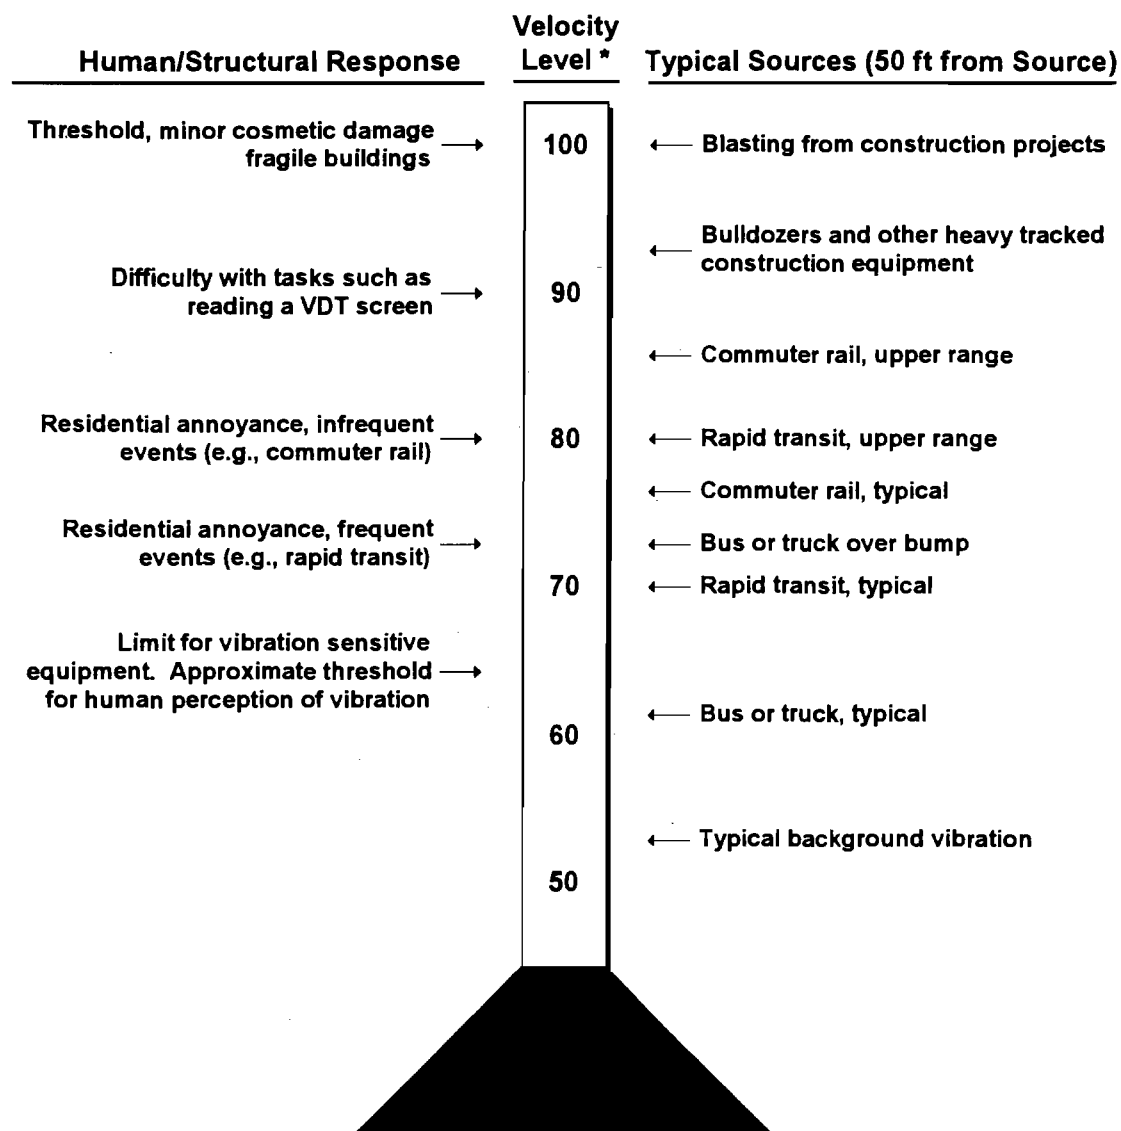 Velocity
Human/Structural Response
Level *
Typical Sources (50 ft from Source)
Threshold, minor cosmetic damage
fragile buildings
100
Blasting from construction projects
Bulldozers and other heavy tracked
construction equipment
Difficulty with tasks such as
reading a VDT screen
90
Commuter rail, upper range
Residential annoyance, infrequent
events (e.g., commuter rail)
80
Rapid transit, upper range
Commuter rail, typical
Residential annoyance, frequent
events (e.g., rapid transit)
Bus or truck over bump
70
Rapid transit, typical
Limit for vibration sensitive
equipment. Approximate threshold
for human perception of vibration
Bus or truck, typical
60
Typical background vibration
50